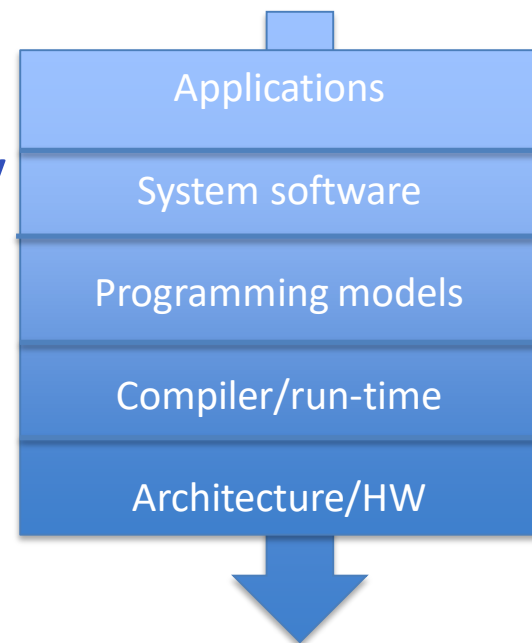 Applications
System software
Programming models
Compiler/run-time
Architecture/HW